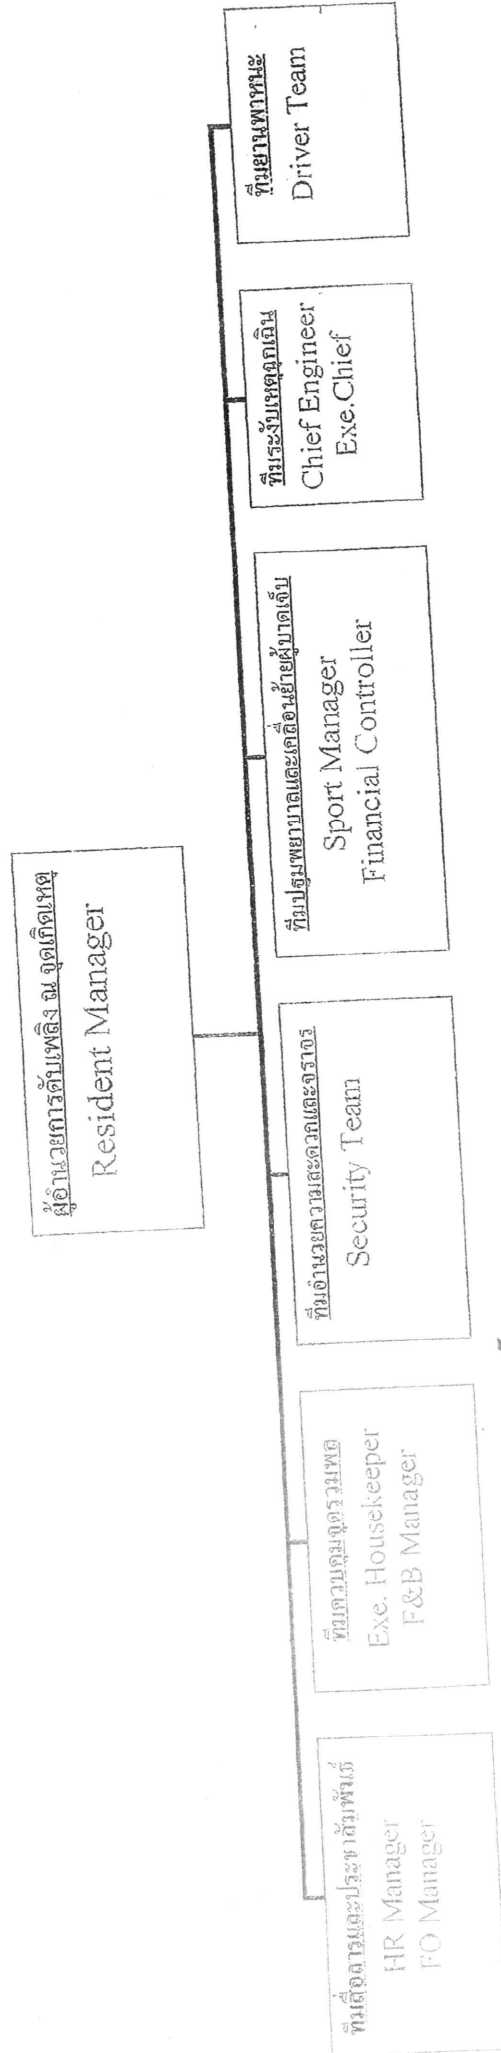 ผู้อำนวยการดับเพลิง ณ จุดเกิดเหตุ
Resident Manager
ทีมสื่อสารและประชาสัมพันธ์
HR Manager
FO Manager
ทีมควบคุมจุดรวมพล
Exe. Housekeeper
F&B Manager
ทีมอำนวยความสะดวกและจราจร
Security Team
ทีมปฐมพยาบาลและเคลื่อนย้ายผู้บาดเจ็บ
Sport Manager
Financial Controller
ทีมระงับเหตุฉุกเฉิน
Chief Engineer
Exe.Chief
ทีมยานพาหนะ
Driver Team